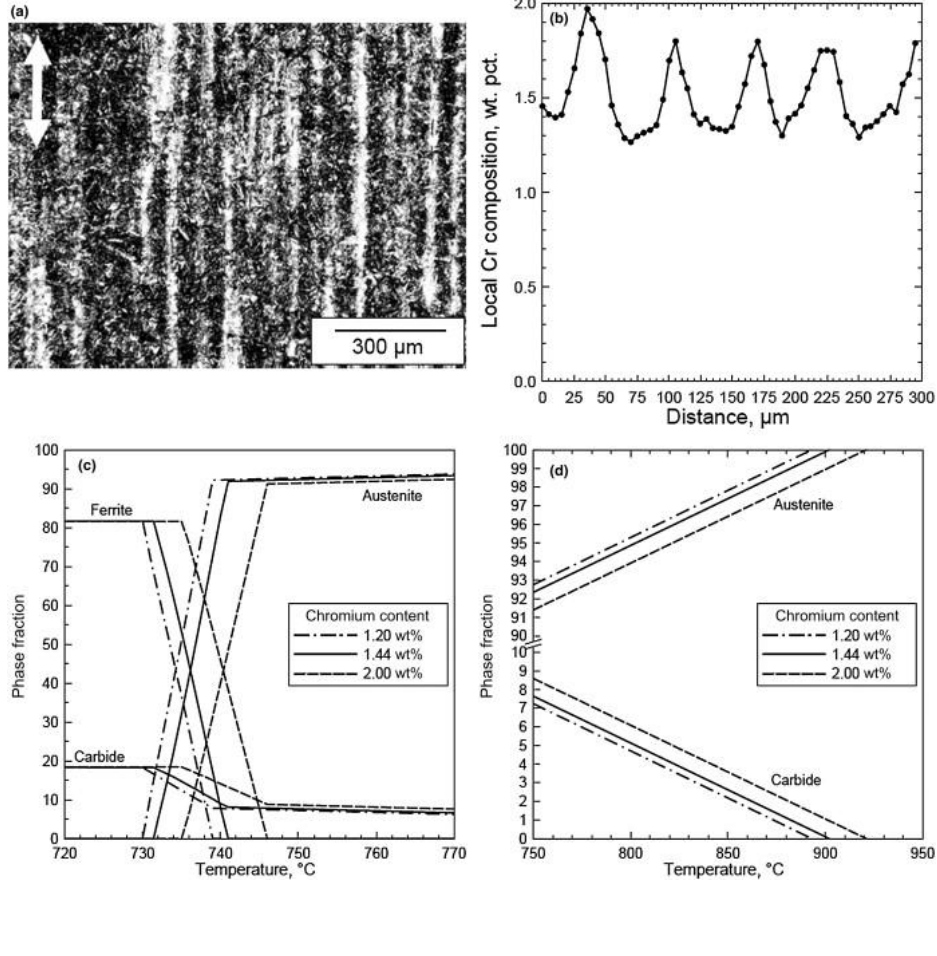 (a)
300 µm
(b)
Local Cr composition, wt. pct.
2.0
1.5
1.0
0.5
0.0
0 25 50 75 100 125 150 175 200 225 250 275 300
Distance, µm
(c)
Phase fraction
100
90
80
70
60
50
40
30
20
10
0
Ferrite
Austenite
Chromium content
1.20 wt%
1.44 wt%
2.00 wt%
Carbide
720 730 740 750 760 770
Temperature, °C
(d)
Phase fraction
100
99
98
97
96
95
94
93
92
91
90
10
9
8
7
6
5
4
3
2
1
0
Austenite
Chromium content
1.20 wt%
1.44 wt%
2.00 wt%
Carbide
750 800 850 900 950
Temperature, °C